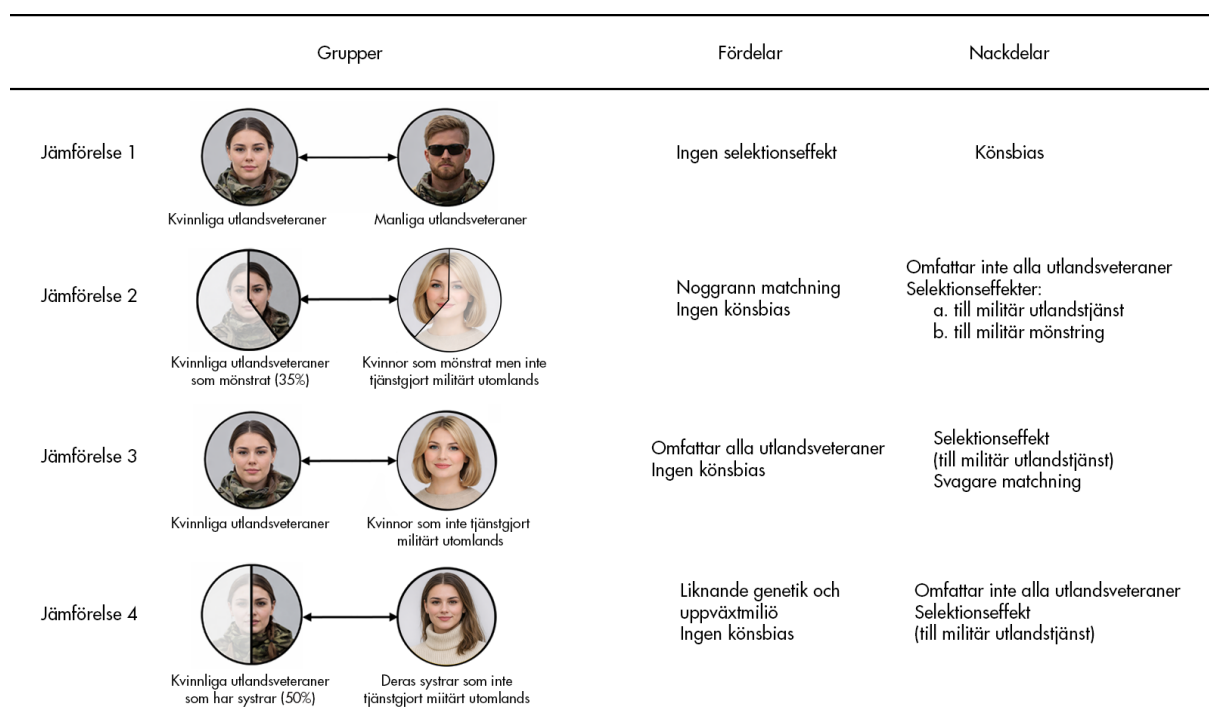 Grupper
Fördelar
Nackdelar
Jämförelse 1
Kvinnliga utlandsveteraner
Manliga utlandsveteraner
Ingen selektionseffekt
Könsbias
Jämförelse 2
Kvinnliga utlandsveteraner
som mönstrat (35%)
Kvinnor som mönstrat men inte
tjänstgjort militärt utomlands
Noggrann matchning
Ingen könsbias
Omfattar inte alla utlandsveteraner
Selektionseffekter:
a. till militär utlandstjänst
b. till militär mönstring
Jämförelse 3
Kvinnliga utlandsveteraner
Kvinnor som inte tjänstgjort
militärt utomlands
Omfattar alla utlandsveteraner
Ingen könsbias
Selektionseffekt
(till militär utlandstjänst)
Svagare matchning
Jämförelse 4
Kvinnliga utlandsveteraner
som har systrar (50%)
Deras systrar som inte
tjänstgjort miitärt utomlands
Liknande genetik och
uppväxtmiliö
Ingen könsbias
Omfattar inte alla utlandsveteraner
Selektionseffekt
(till militär utlandstjänst)